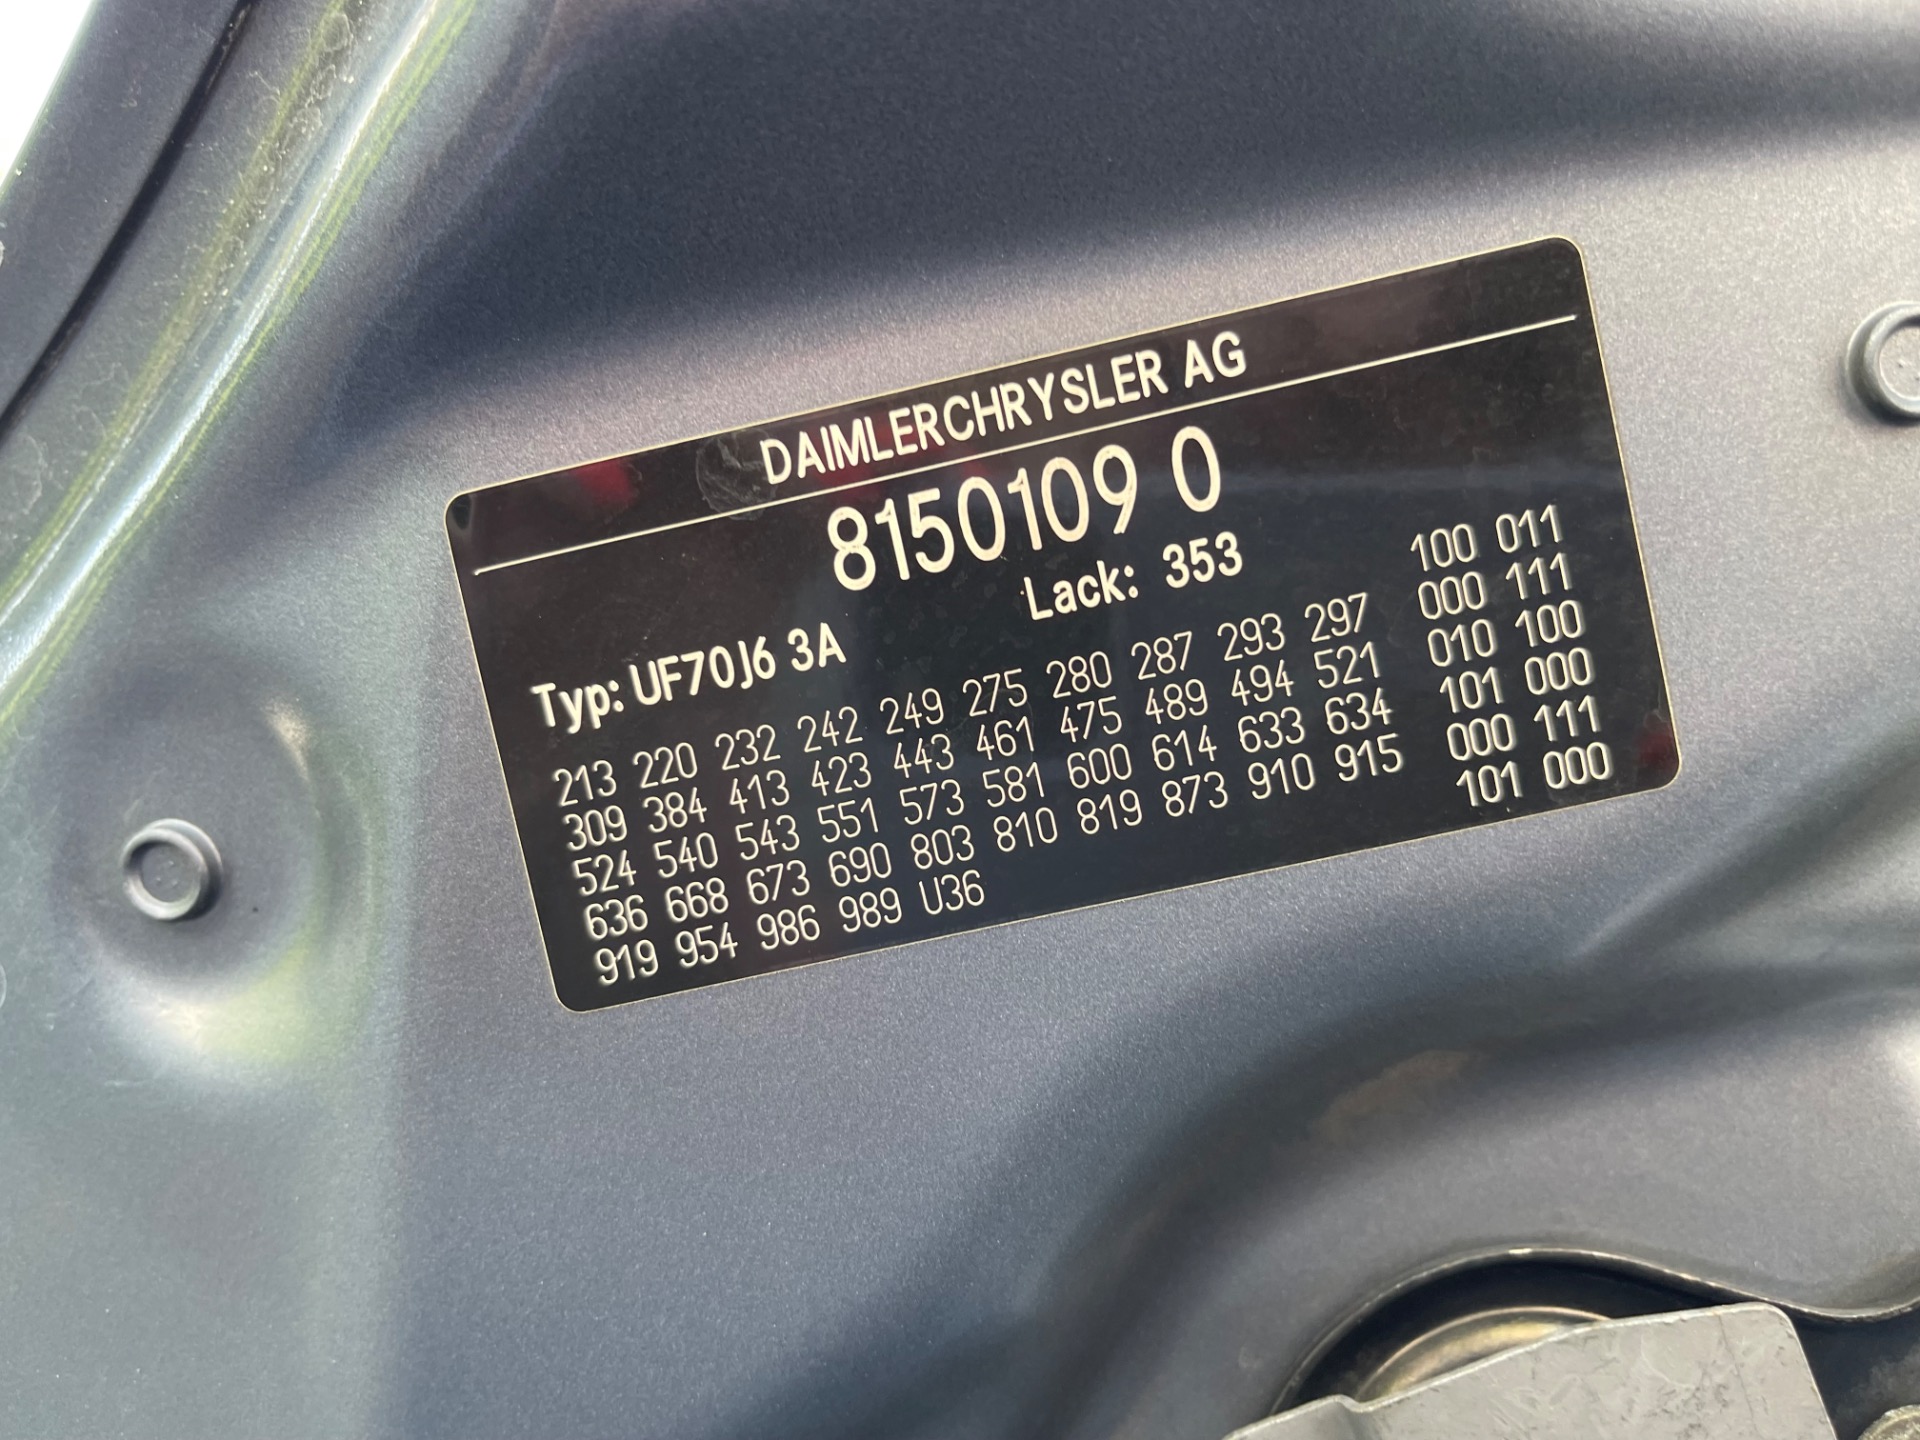 DAIMLERCHRYSLER AG
8150109 0
Typ: UF70J6 3A
Lack: 353
213 220 232 242 249 275 280 287 293 297
309 384 413 423 443 461 475 489 494 521
524 540 543 551 573 581 600 614 633 634
636 668 673 690 803 810 819 873 910 915
919 954 986 989 U36
100 011
000 111
010 100
101 000
000 111
101 000